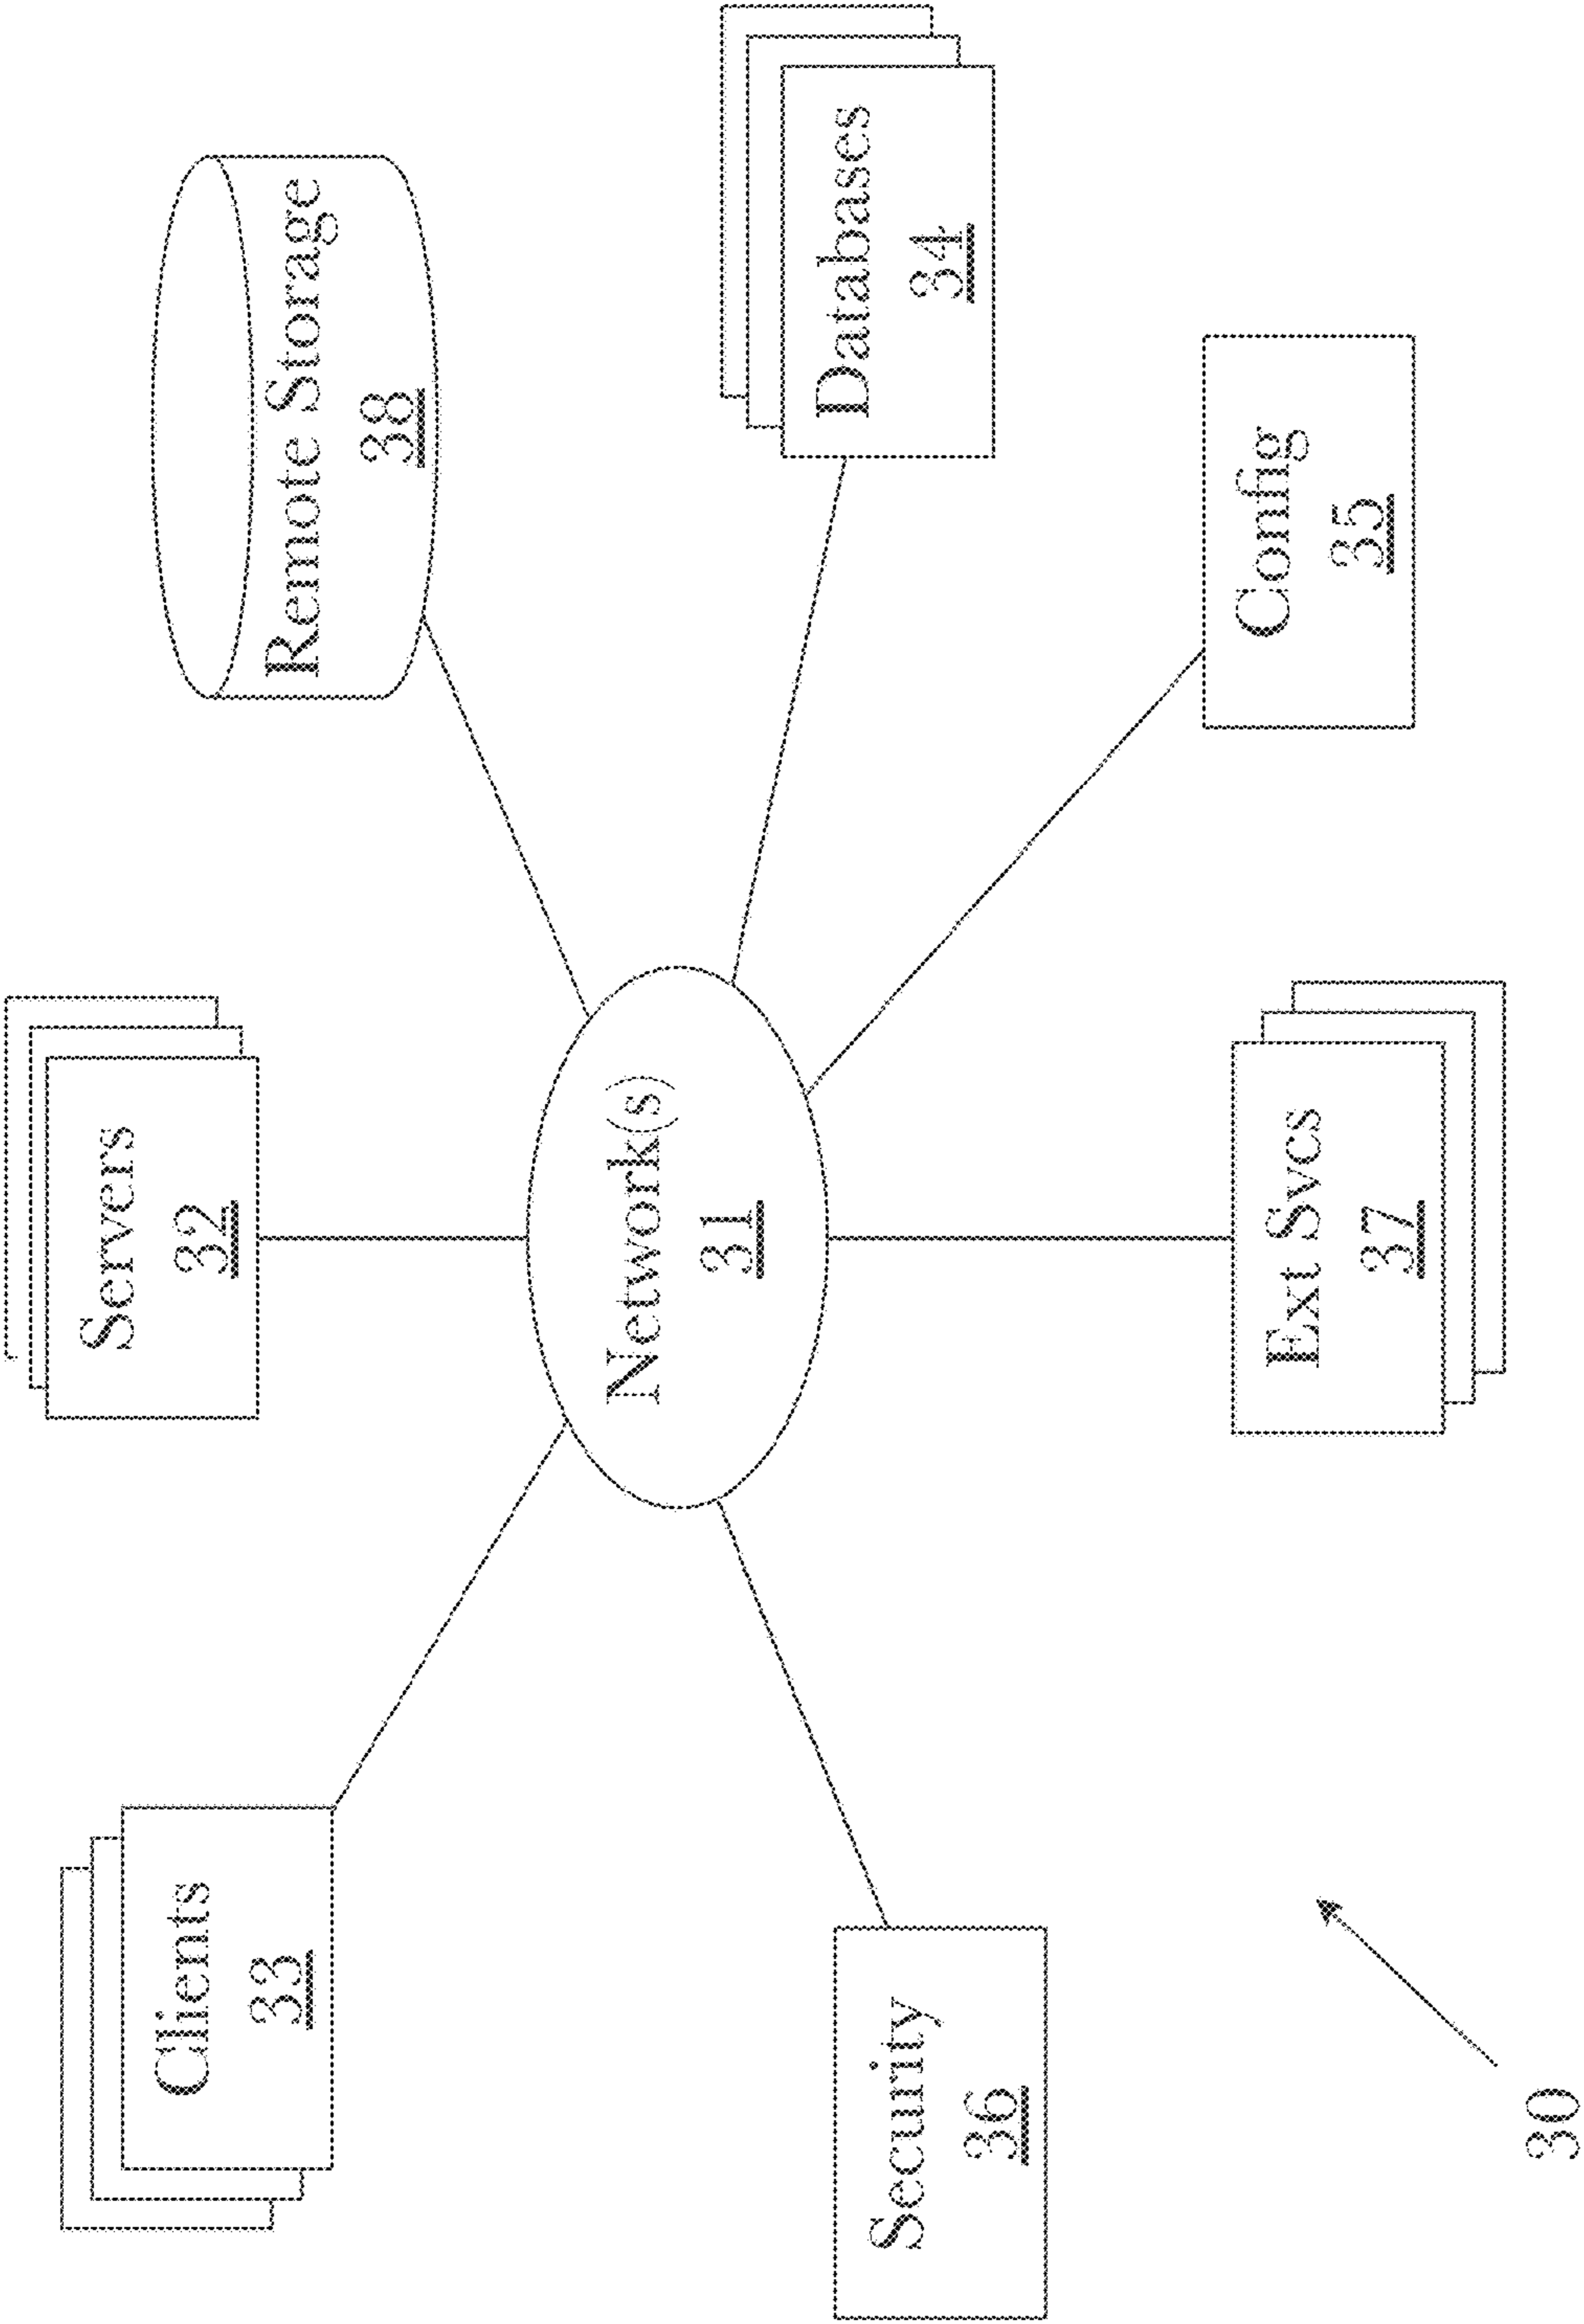 Servers
32
Clients
33
Remote Storage
38
Network(s)
31
Databases
34
Security
36
Config
35
Ext Svcs
37
30